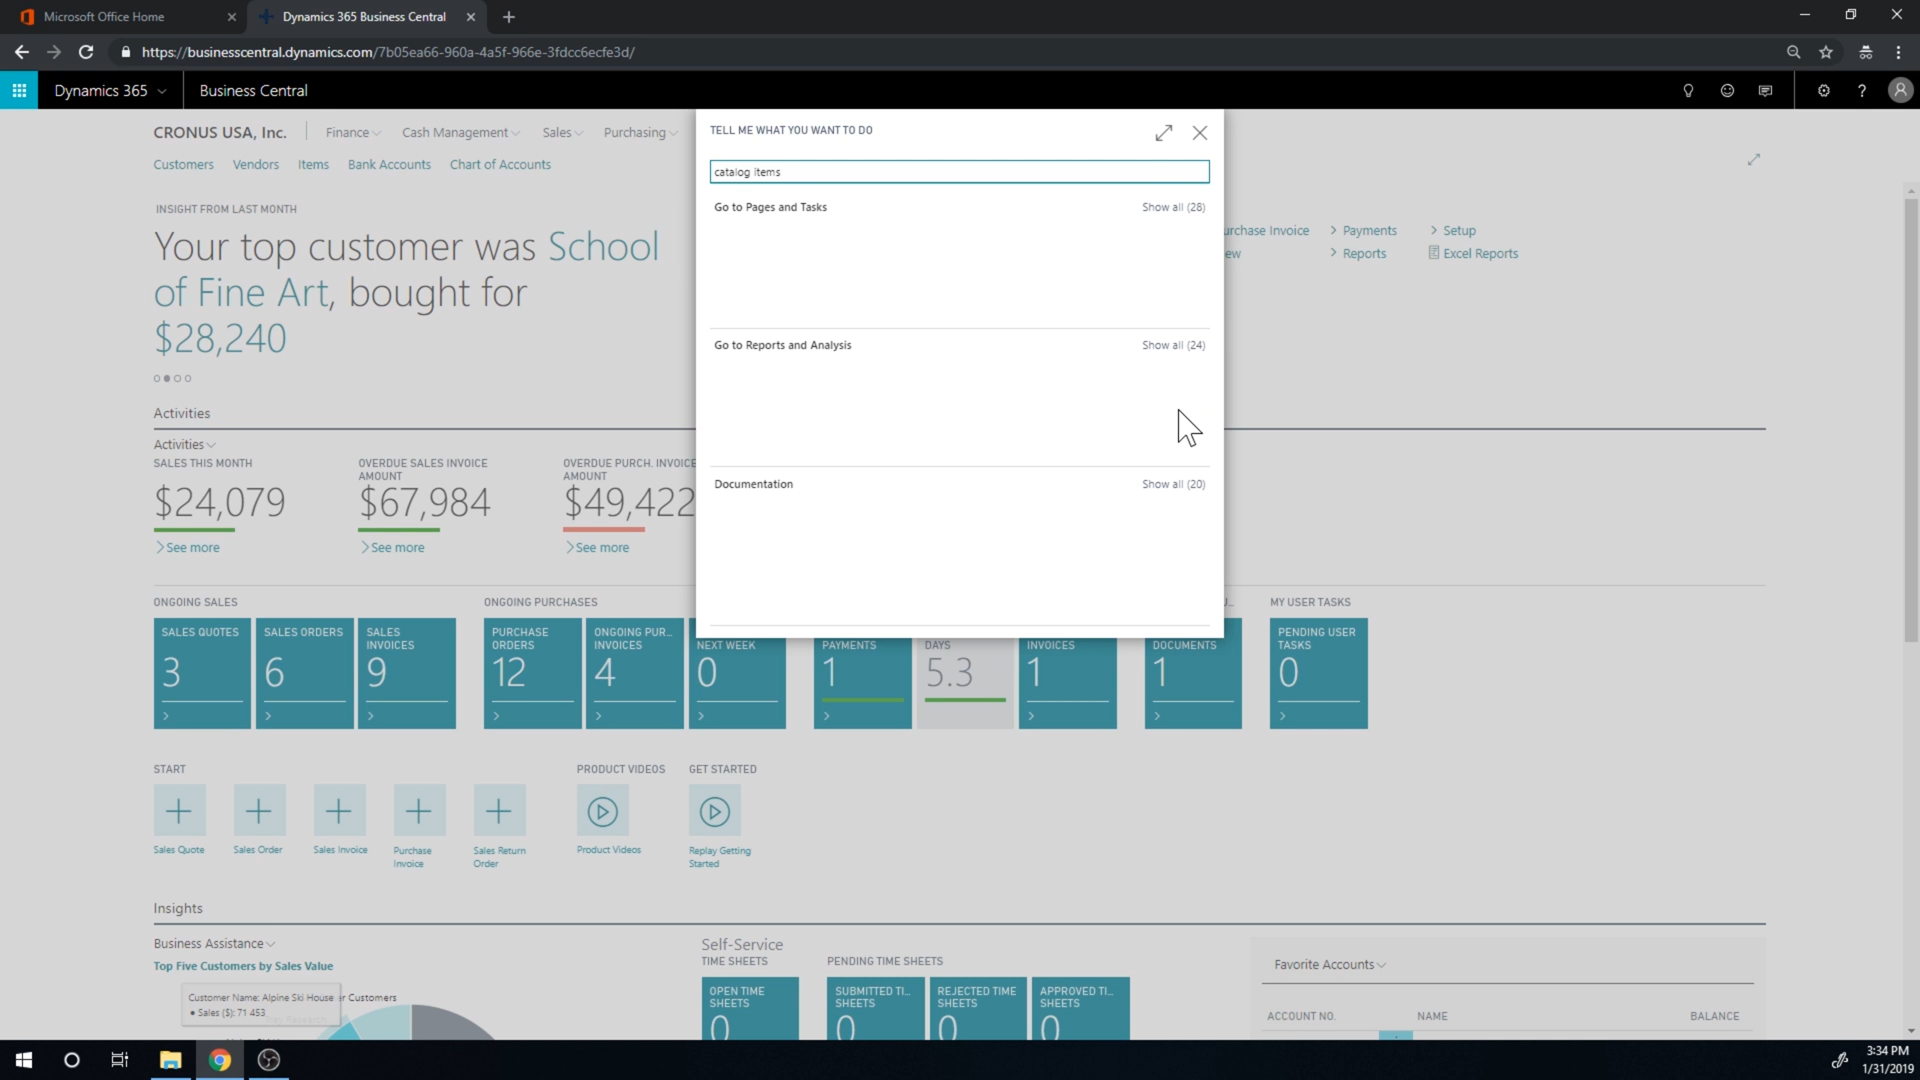 Microsoft Office Home
Dynamics 365 Business Central
https://businesscentral.dynamics.com/7b05ea66-960a-4a5f-966e-3fdcc6ecfe3d/
Dynamics 365
Business Central
CRONUS USA, Inc.
Finance
Cash Management
Sales
Purchasing
Customers
Vendors
Items
Bank Accounts
Chart of Accounts
TELL ME WHAT YOU WANT TO DO
catalog items
Go to Pages and Tasks
Show all (28)
Go to Reports and Analysis
Show all (24)
Documentation
Show all (20)
urchase Invoice
ew
> Payments
> Reports
> Setup
Excel Reports
INSIGHT FROM LAST MONTH
Your top customer was School
of Fine Art, bought for
$28,240
Activities
Activities
SALES THIS MONTH
$24,079
>See more
OVERDUE SALES INVOICE
AMOUNT
$67,984
>See more
OVERDUE PURCH. INVOICE
AMOUNT
$49,422
>See more
ONGOING SALES
SALES QUOTES
3
SALES ORDERS
6
SALES
INVOICES
9
ONGOING PURCHASES
PURCHASE
ORDERS
12
ONGOING PUR...
INVOICES
4
NEXT WEEK
0
PAYMENTS
1
DAYS
5.3
INVOICES
1
DOCUMENTS
1
MY USER TASKS
PENDING USER
TASKS
0
START
Sales Quote
Sales Order
Sales Invoice
Purchase
Invoice
Sales Return
Order
PRODUCT VIDEOS
Product Videos
GET STARTED
Replay Getting
Started
Insights
Business Assistance
Top Five Customers by Sales Value
Customer Name: Alpine Ski House
r Customers
• Sales ($): 71 453
Self-Service
TIME SHEETS
OPEN TIME
SHEETS
0
PENDING TIME SHEETS
SUBMITTED TI...
SHEETS
0
REJECTED TIME
SHEETS
0
APPROVED TI...
SHEETS
0
Favorite Accounts
ACCOUNT NO.
NAME
BALANCE
3:34 PM
1/31/2019